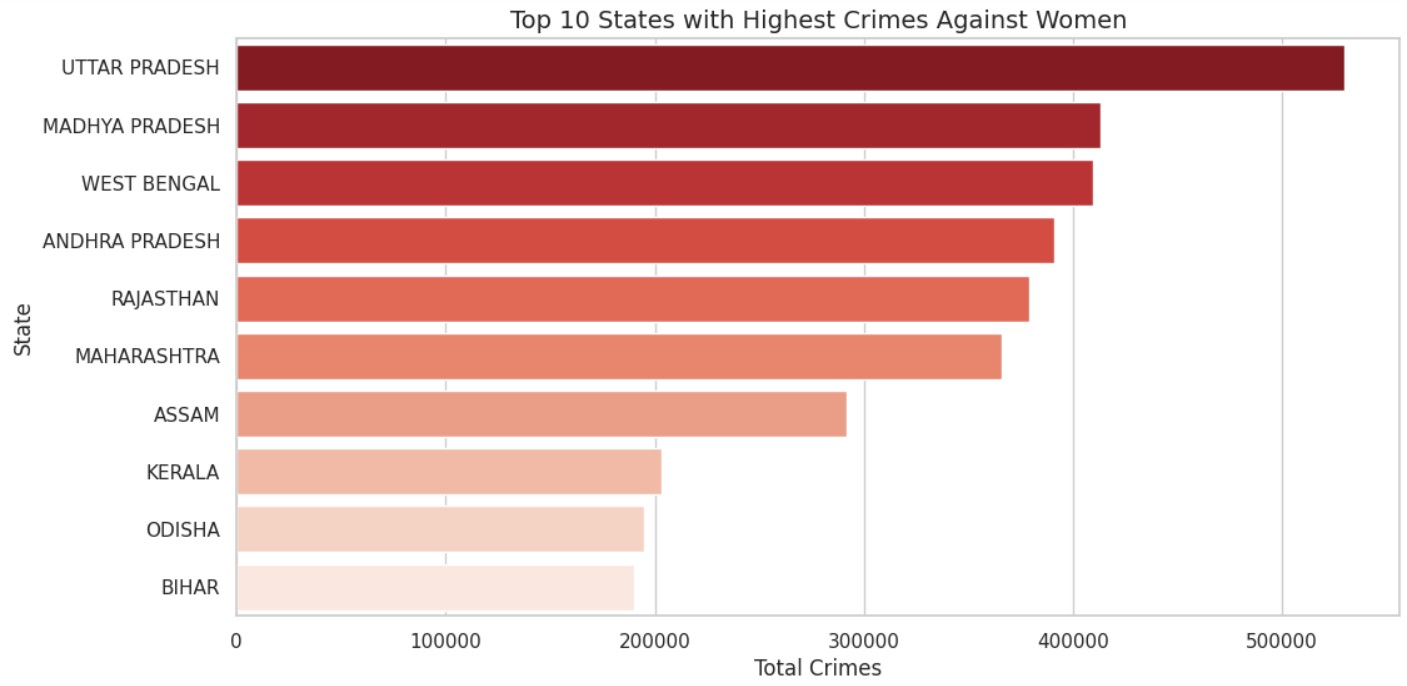 Top 10 States with Highest Crimes Against Women
UTTAR PRADESH
MADHYA PRADESH
WEST BENGAL
ANDHRA PRADESH
RAJASTHAN
MAHARASHTRA
ASSAM
KERALA
ODISHA
BIHAR
State
0 100000 200000 300000 400000 500000
Total Crimes